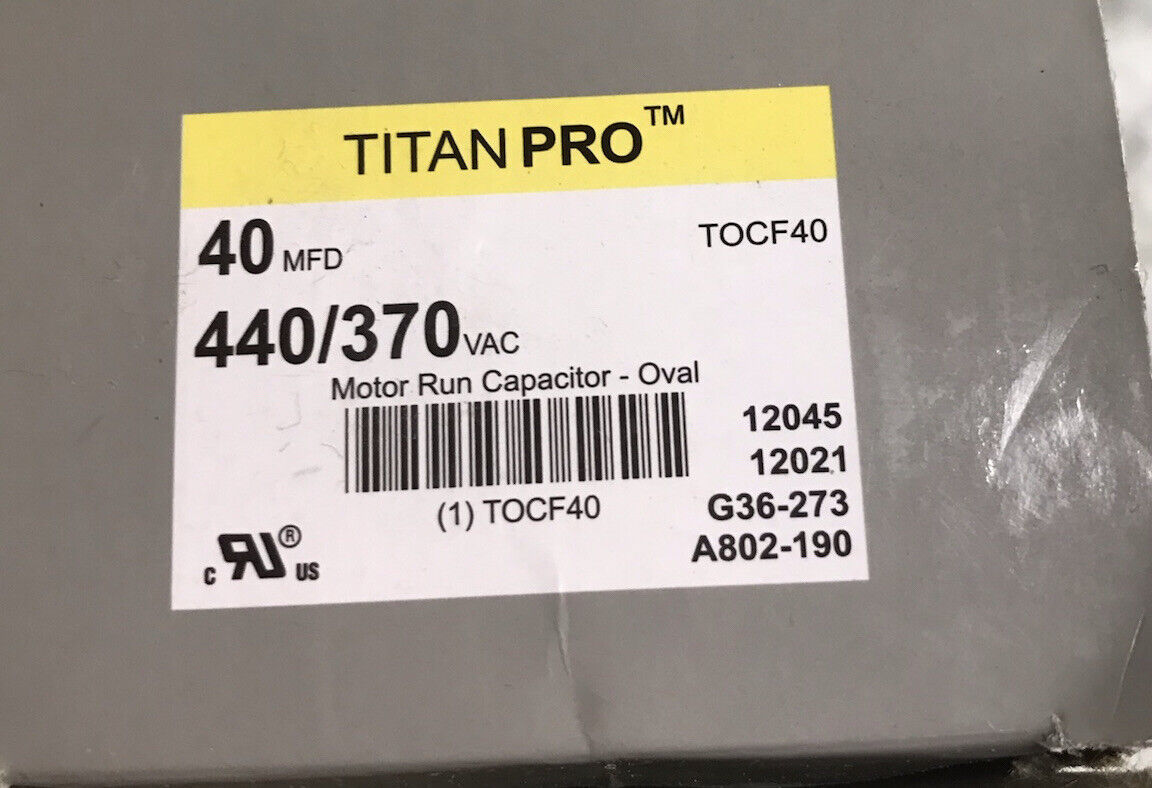 TITAN PRO™
40 MFD
TOCF40
440/370 VAC
Motor Run Capacitor - Oval
12045
12021
(1) TOCF40
G36-273
A802-190
c RU® US